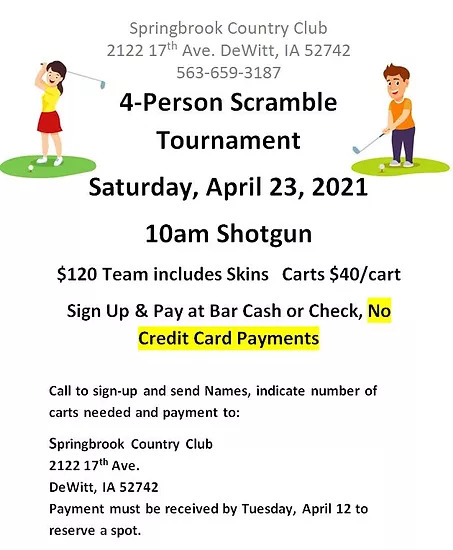 Springbrook Country Club
2122 17th Ave. DeWitt, IA 52742
563-659-3187
4-Person Scramble
Tournament
Saturday, April 23, 2021
10am Shotgun
$120 Team includes Skins Carts $40/cart
Sign Up & Pay at Bar Cash or Check, No
Credit Card Payments
Call to sign-up and send Names, indicate number of
carts needed and payment to:
Springbrook Country Club
2122 17th Ave.
DeWitt, IA 52742
Payment must be received by Tuesday, April 12 to
reserve a spot.